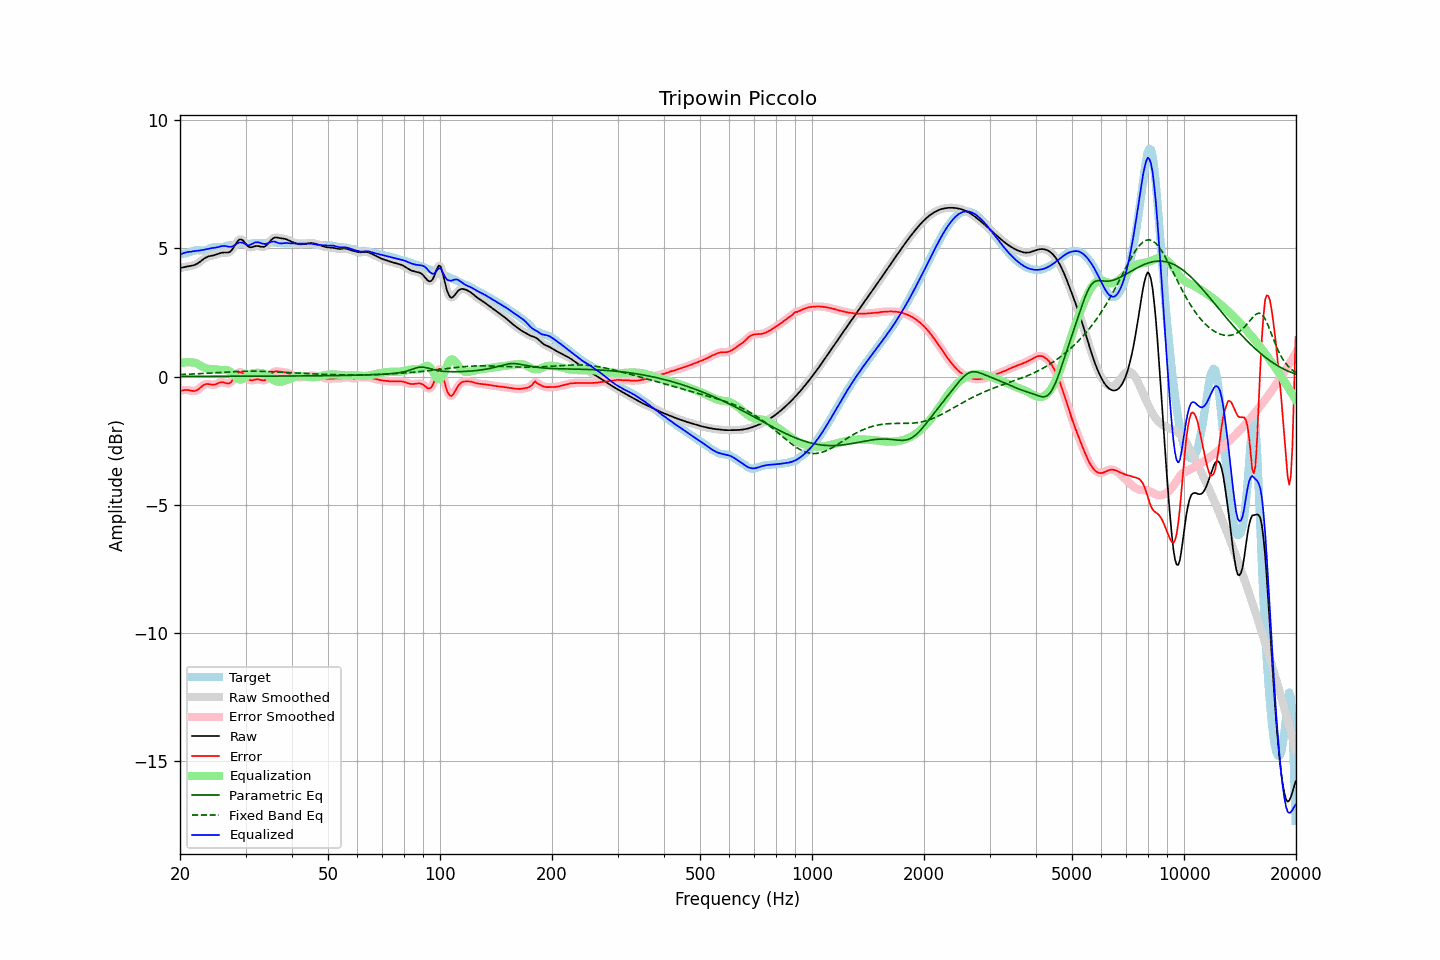 Tripowin Piccolo
10
5
0
−5
−10
−15
Amplitude (dBr)
Target
Raw Smoothed
Error Smoothed
Raw
Error
Equalization
Parametric Eq
Fixed Band Eq
Equalized
20 50 100 200 500 1000 2000 5000 10000 20000
Frequency (Hz)